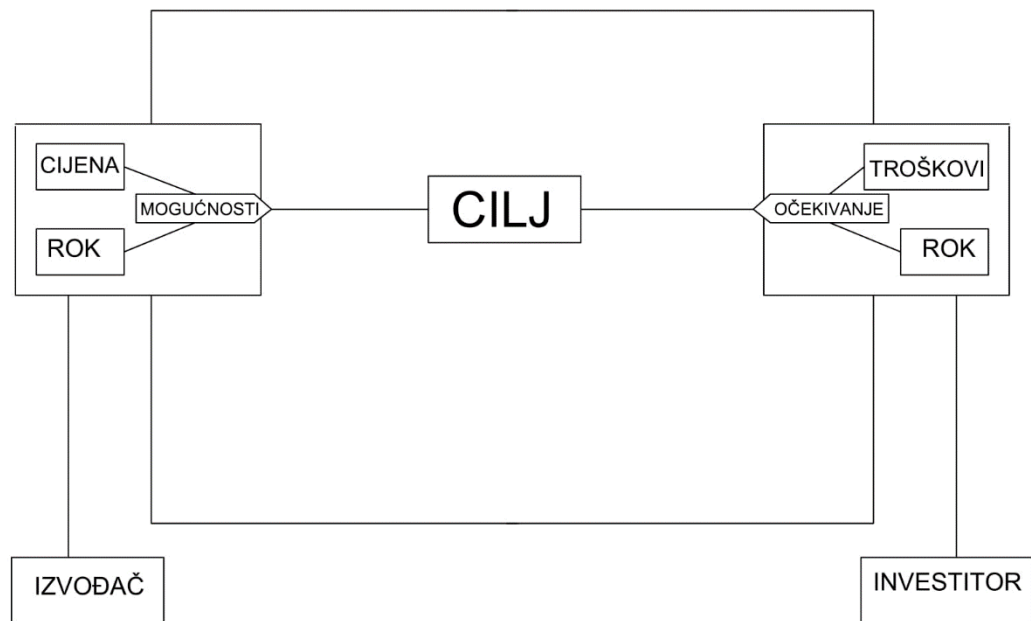 CIJENA
MOGUĆNOSTI
ROK
CILJ
TROŠKOVI
OČEKIVANJE
ROK
IZVOĐAČ
INVESTITOR